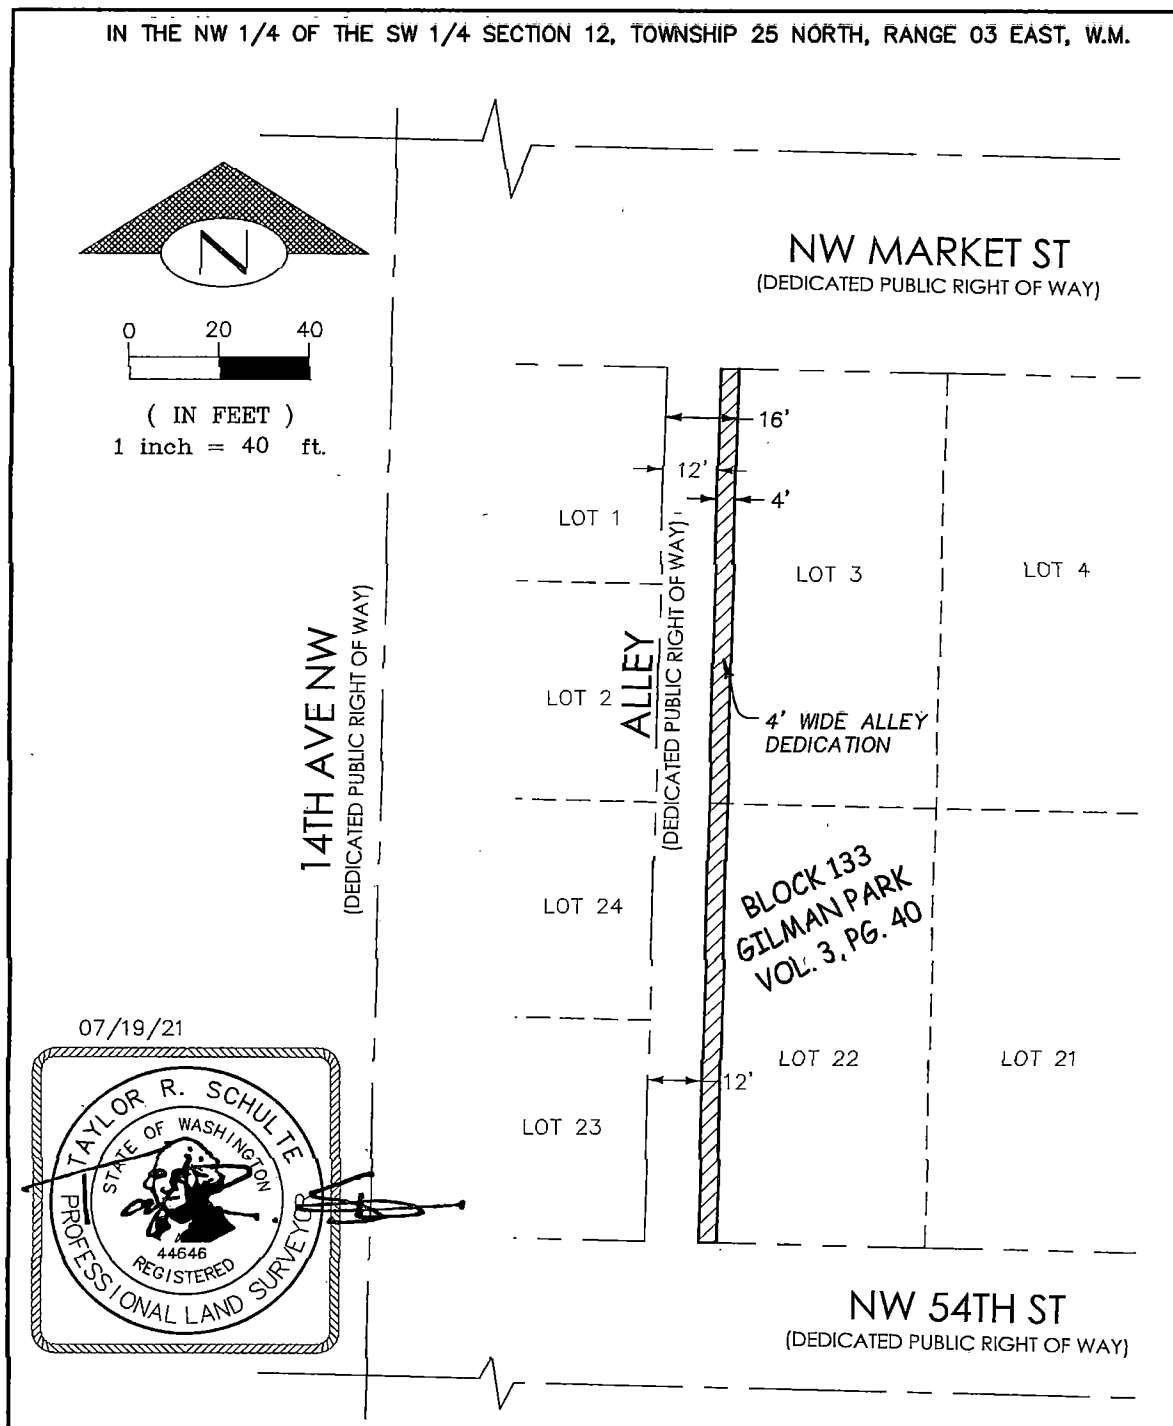 IN THE NW 1/4 OF THE SW 1/4 SECTION 12, TOWNSHIP 25 NORTH, RANGE 03 EAST, W.M.
N
NW MARKET ST
(DEDICATED PUBLIC RIGHT OF WAY)
0 20 40
( IN FEET )
1 inch = 40 ft.
16'
12'
4'
LOT 1
LOT 3
LOT 4
14TH AVE NW
(DEDICATED PUBLIC RIGHT OF WAY)
LOT 2
ALLEY
(DEDICATED PUBLIC RIGHT OF WAY)
4' WIDE ALLEY
DEDICATION
LOT 24
BLOCK 133
GILMAN PARK
VOL. 3, PG. 40
07/19/21
LOT 22
LOT 21
12'
LOT 23
TAYLOR R. SCHULTE
STATE OF WASHINGTON
44646
REGISTERED
PROFESSIONAL LAND SURVEYOR
NW 54TH ST
(DEDICATED PUBLIC RIGHT OF WAY)